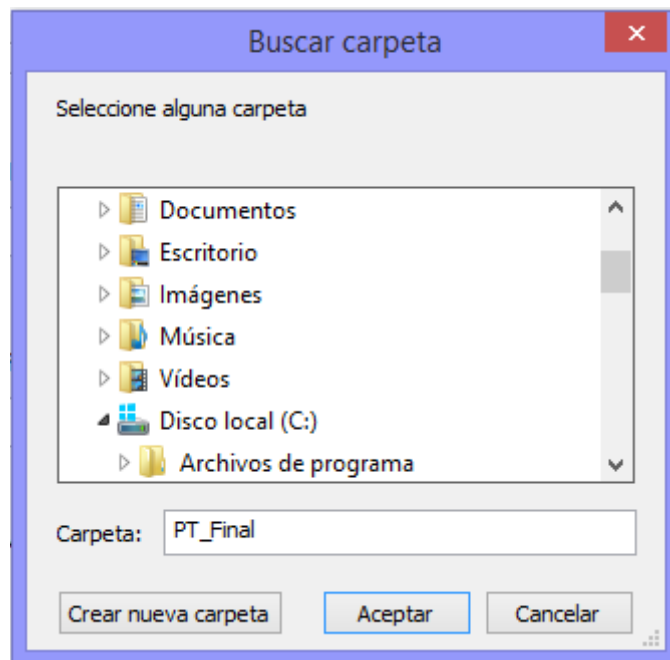 Buscar carpeta
Seleccione alguna carpeta
Documentos
Escritorio
Imágenes
Música
Vídeos
Disco local (C:)
Archivos de programa
Carpeta: PT_Final
Crear nueva carpeta Aceptar Cancelar